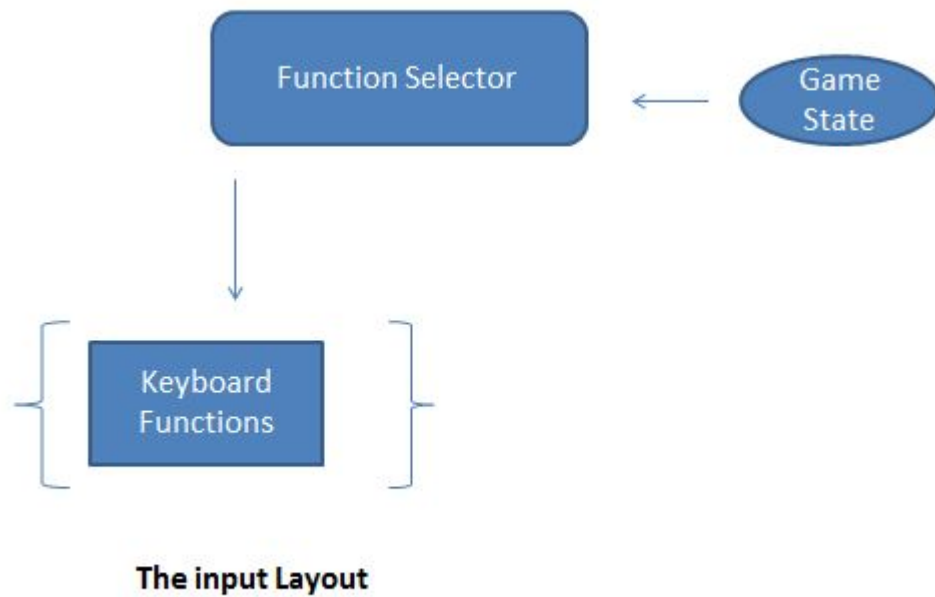 Function Selector
Game
State
Keyboard
Functions
The input Layout